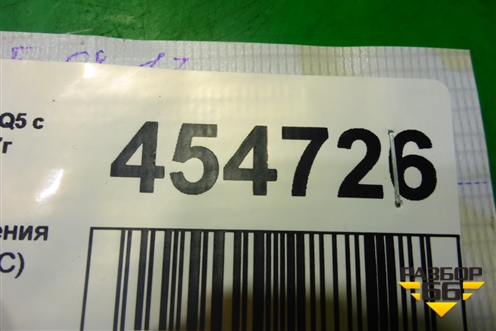 Q5 с
г
454726
ения
С)
РАЗБОР
66